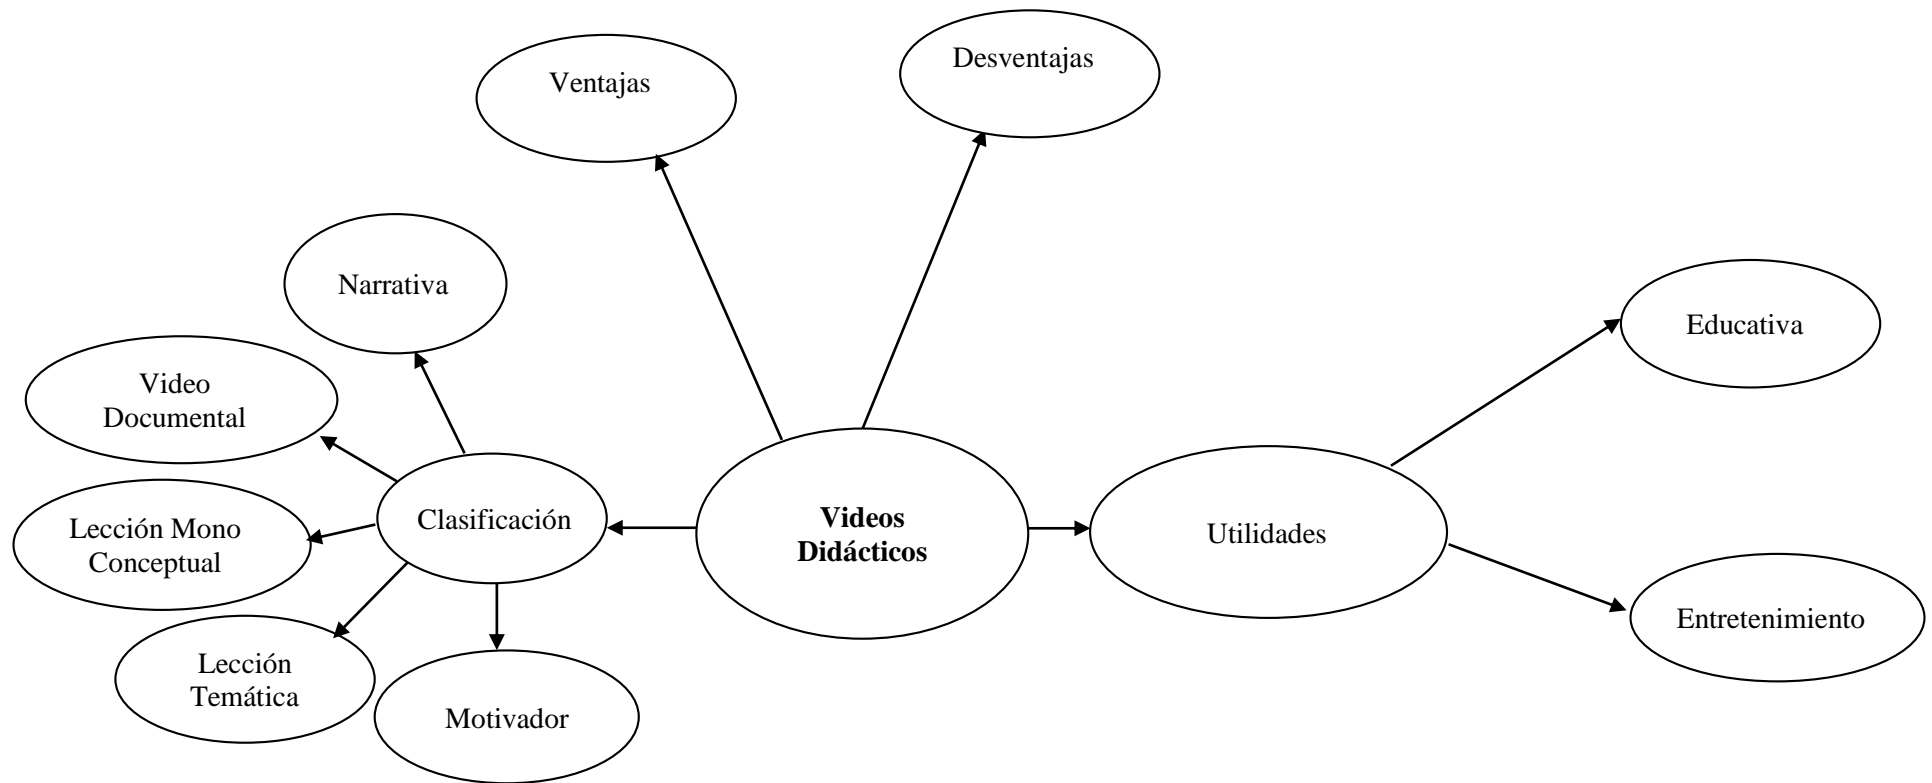 Desventajas
Ventajas
Narrativa
Educativa
Video
Documental
Clasificación
Videos
Didácticos
Utilidades
Lección Mono
Conceptual
Entretenimiento
Lección
Temática
Motivador